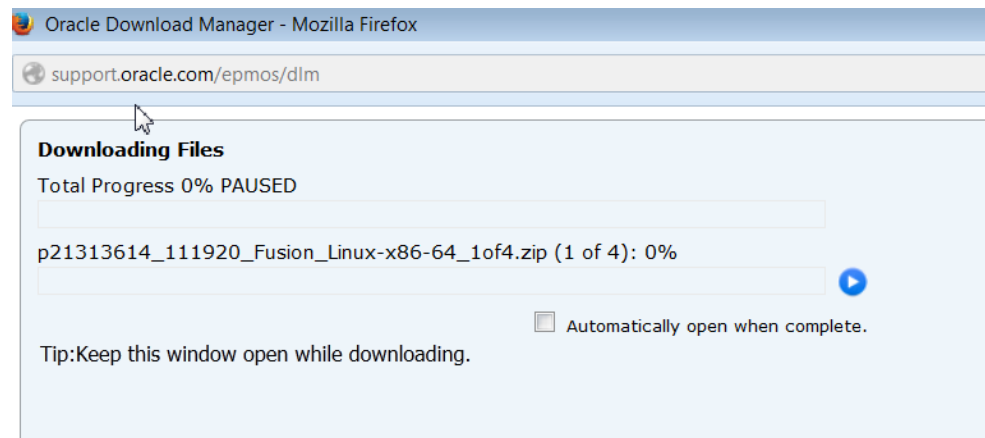 Oracle Download Manager - Mozilla Firefox
support.oracle.com/epmos/dlm
Downloading Files
Total Progress 0% PAUSED
p21313614_111920_Fusion_Linux-x86-64_1of4.zip (1 of 4): 0%
Automatically open when complete.
Tip:Keep this window open while downloading.